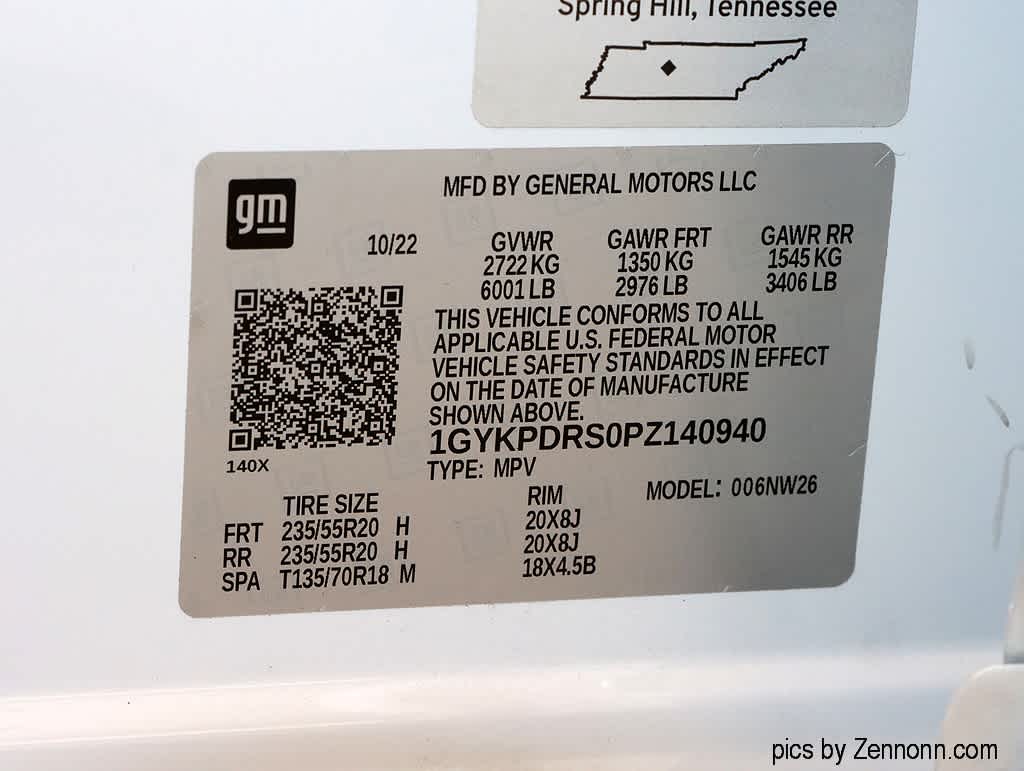 Spring Hill, Tennessee
gm
MFD BY GENERAL MOTORS LLC
10/22
GVWR GAWR FRT GAWR RR
2722 KG 1350 KG 1545 KG
6001 LB 2976 LB 3406 LB
THIS VEHICLE CONFORMS TO ALL
APPLICABLE U.S. FEDERAL MOTOR
VEHICLE SAFETY STANDARDS IN EFFECT
ON THE DATE OF MANUFACTURE
SHOWN ABOVE.
1GYKPDRS0PZ140940
140X
TYPE: MPV
MODEL: 006NW26
TIRE SIZE RIM
FRT 235/55R20 H 20X8J
RR 235/55R20 H 20X8J
SPA T135/70R18 M 18X4.5B
pics by Zennonn.com